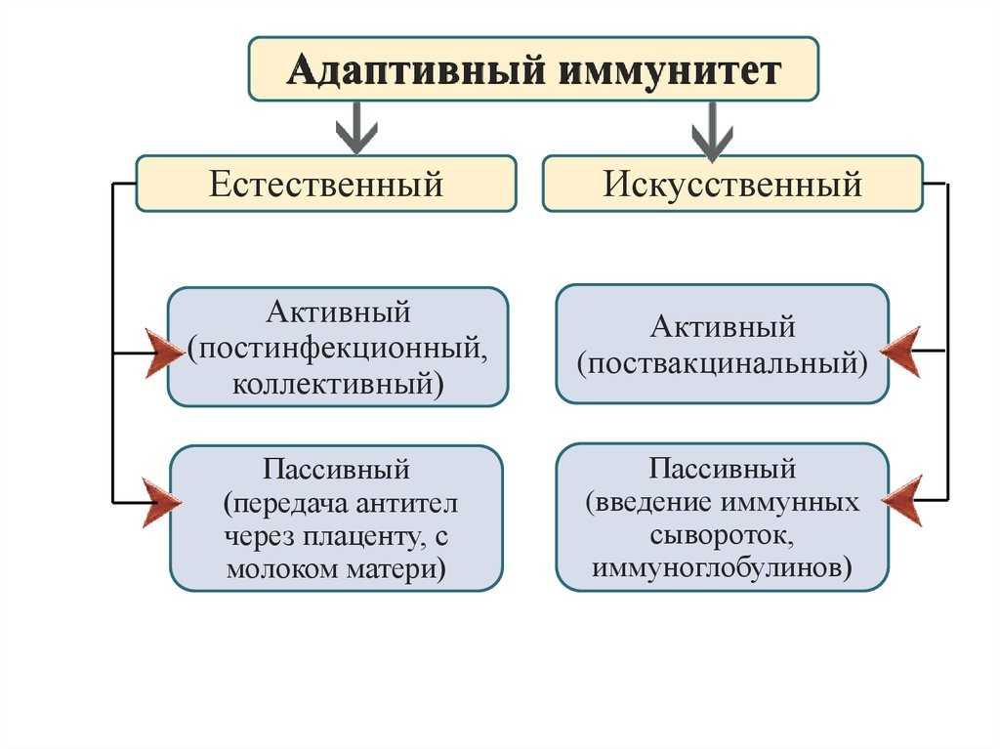 Адаптивный иммунитет
Естественный
Искусственный
Активный
(постинфекционный,
коллективный)
Активный
(поствакцинальный)
Пассивный
(передача антител
через плаценту, с
молоком матери)
Пассивный
(введение иммунных
сывороток,
иммуноглобулинов)